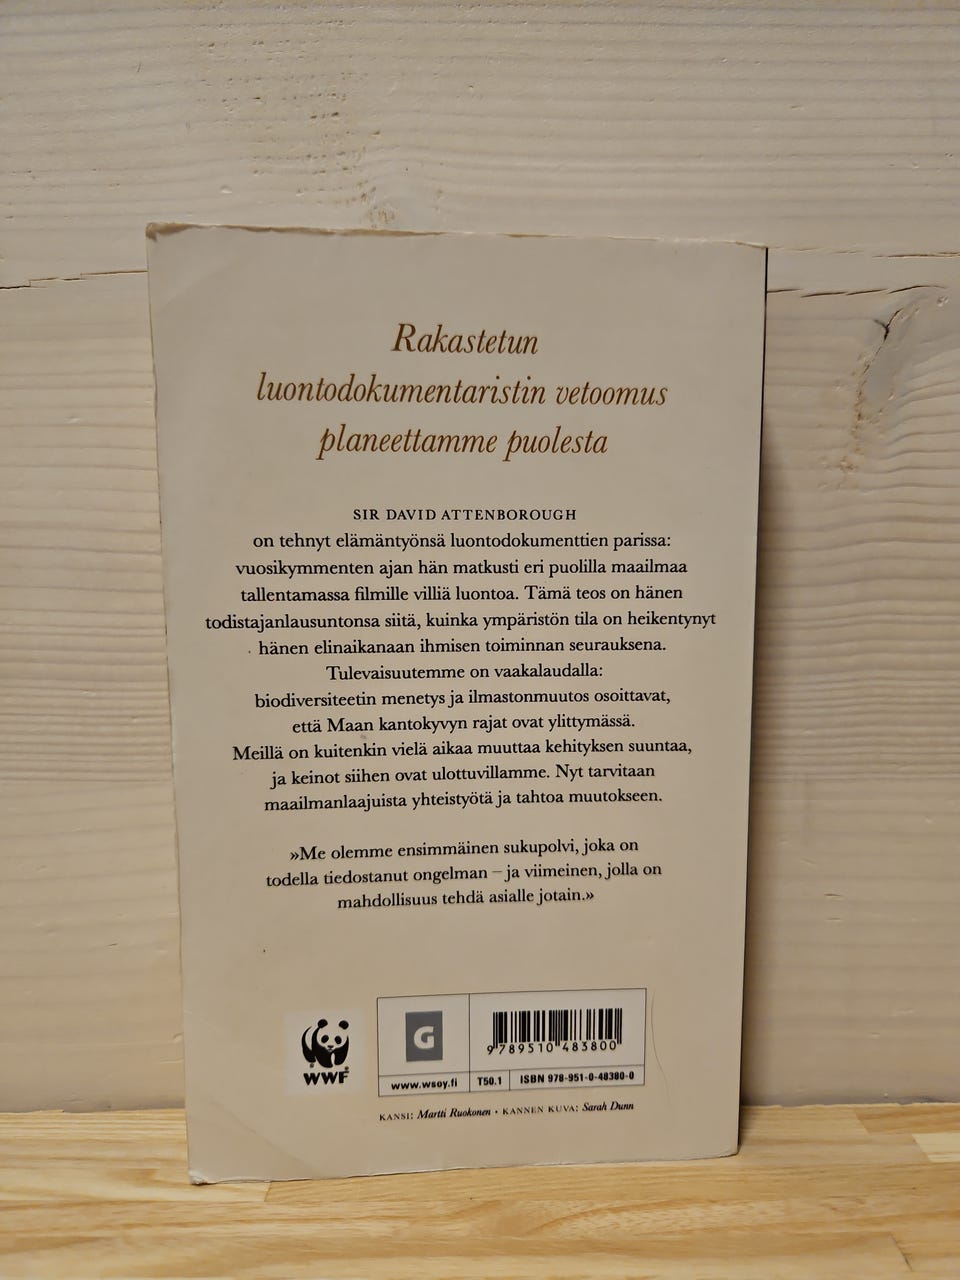 Rakastetun
luontodokumentaristin vetoomus
planeettamme puolesta
SIR DAVID ATTENBOROUGH
on tehnyt elämäntyönsä luontodokumenttien parissa:
vuosikymmenten ajan hän matkusti eri puolilla maailmaa
tallentamassa filmille villiä luontoa. Tämä teos on hänen
todistajanlausuntonsa siitä, kuinka ympäristön tila on heikentynyt
hänen elinaikanaan ihmisen toiminnan seurauksena.
Tulevaisuutemme on vaakalaudalla:
biodiversiteetin menetys ja ilmastonmuutos osoittavat,
että Maan kantokyvyn rajat ovat ylittymässä.
Meillä on kuitenkin vielä aikaa muuttaa kehityksen suuntaa,
ja keinot siihen ovat ulottuvillamme. Nyt tarvitaan
maailmanlaajuista yhteistyötä ja tahtoa muutokseen.
»Me olemme ensimmäinen sukupolvi, joka on
todella tiedostanut ongelman – ja viimeinen, jolla on
mahdollisuus tehdä asialle jotain.»
WWF
G
9 789510 483800
www.wsoy.fi
T50.1
ISBN 978-951-0-48380-0
KANSI: Martti Ruokonen • KANNEN KUVA: Sarah Dunn